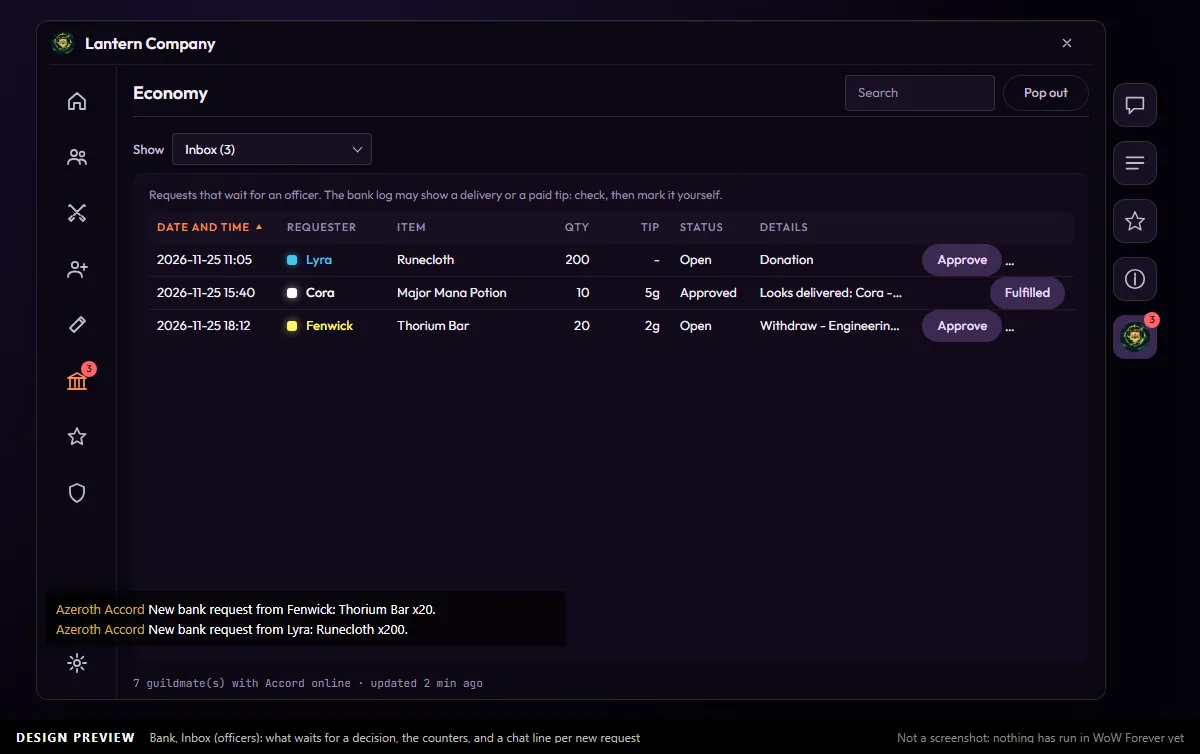 Lantern Company
Economy
Search
Pop out
Show
Inbox (3)
Requests that wait for an officer. The bank log may show a delivery or a paid tip: check, then mark it yourself.
DATE AND TIME REQUESTER ITEM QTY TIP STATUS DETAILS
2026-11-25 11:05 Lyra Runecloth 200 - Open Donation Approve ...
2026-11-25 15:40 Cora Major Mana Potion 10 5g Approved Looks delivered: Cora -... Fulfilled
2026-11-25 18:12 Fenwick Thorium Bar 20 2g Open Withdraw - Engineerin... Approve ...
3
3
Azeroth Accord New bank request from Fenwick: Thorium Bar x20.
Azeroth Accord New bank request from Lyra: Runecloth x200.
7 guildmate(s) with Accord online · updated 2 min ago
DESIGN PREVIEW Bank, Inbox (officers): what waits for a decision, the counters, and a chat line per new request
Not a screenshot: nothing has run in WoW Forever yet